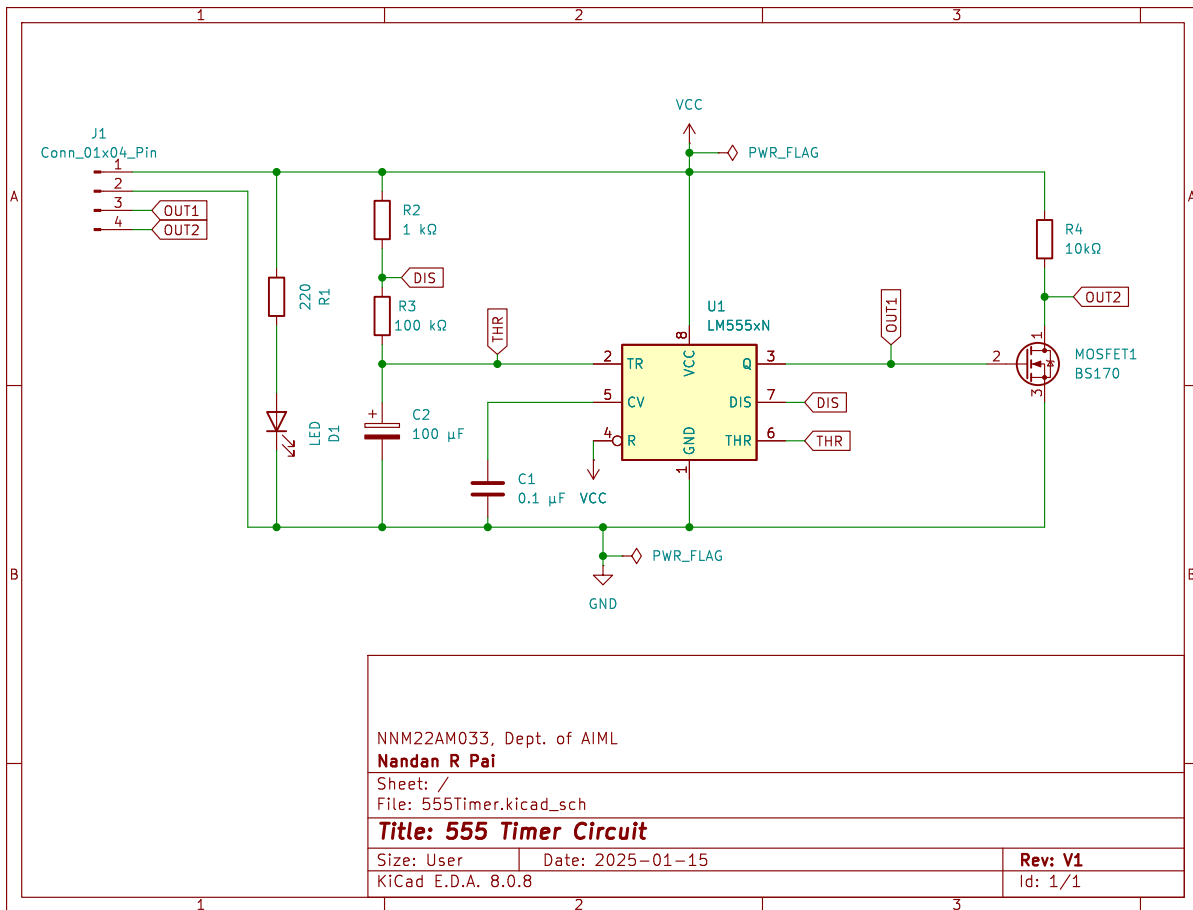 1 2 3
VCC
PWR_FLAG
J1
Conn_01x04_Pin
1
2
3 OUT1
4 OUT2
A
A
R2
1 kΩ
R4
10kΩ
DIS
220
R1
R3
100 kΩ
THR
OUT1
OUT2
U1
LM555xN
8
1
2 TR VCC Q 3
2
MOSFET1
BS170
3
5 CV DIS 7 DIS
4 R GND THR 6 THR
1
+
C2
100 µF
LED
D1
C1
0.1 µF
VCC
PWR_FLAG
GND
B
B
NNM22AM033, Dept. of AIML
Nandan R Pai
Sheet: /
File: 555Timer.kicad_sch
Title: 555 Timer Circuit
Size: User Date: 2025-01-15 Rev: V1
KiCad E.D.A. 8.0.8 Id: 1/1
1 2 3